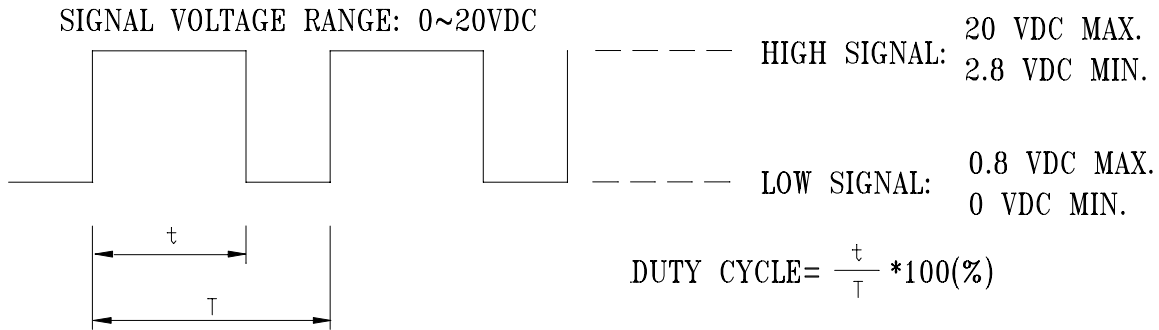 SIGNAL VOLTAGE RANGE: 0~20VDC
HIGH SIGNAL: 20 VDC MAX.
2.8 VDC MIN.
LOW SIGNAL: 0.8 VDC MAX.
0 VDC MIN.
t
T
DUTY CYCLE= t/T *100(%)